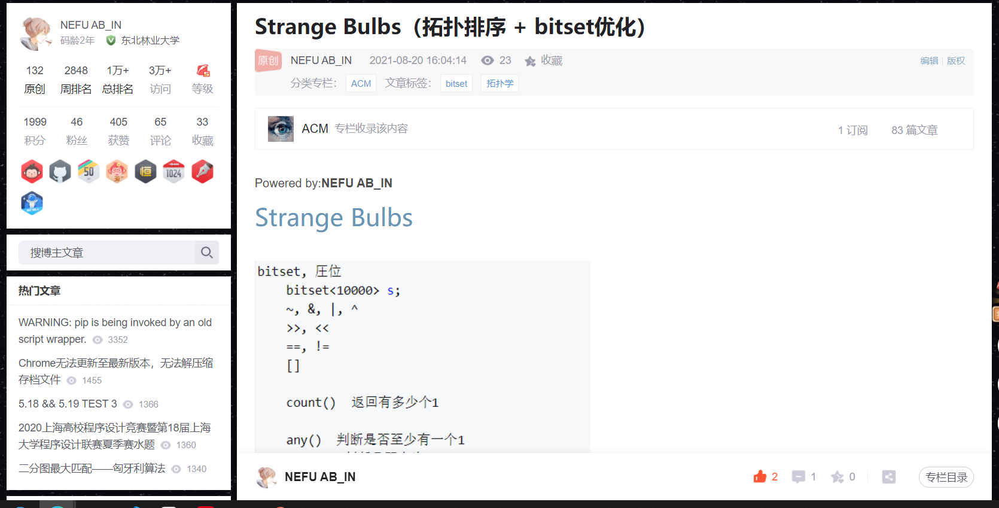 NEFU AB_IN
码龄2年 东北林业大学
132 2848 1万+ 3万+
原创 周排名 总排名 访问 等级
1999 46 405 65 33
积分 粉丝 获赞 评论 收藏
50
30
1024
搜博主文章
热门文章
WARNING: pip is being invoked by an old
script wrapper. 3352
Chrome无法更新至最新版本，无法解压缩
存档文件 1455
5.18 && 5.19 TEST 3 1366
2020上海高校程序设计竞赛暨第18届上海
大学程序设计联赛夏季赛水题 1360
二分图最大匹配——匈牙利算法 1340
Strange Bulbs（拓扑排序 + bitset优化）
原创 NEFU AB_IN 2021-08-20 16:04:14 23 收藏 编辑 版权
分类专栏： ACM 文章标签： bitset 拓扑学
ACM 专栏收录该内容 1 订阅 83 篇文章
Powered by:NEFU AB_IN
Strange Bulbs
bitset, 圧位
bitset<10000> s;
~, &, |, ^
>>, <<
==, !=
[]
count() 返回有多少个1
any() 判断是否至少有一个1
NEFU AB_IN 2 1 0 专栏目录